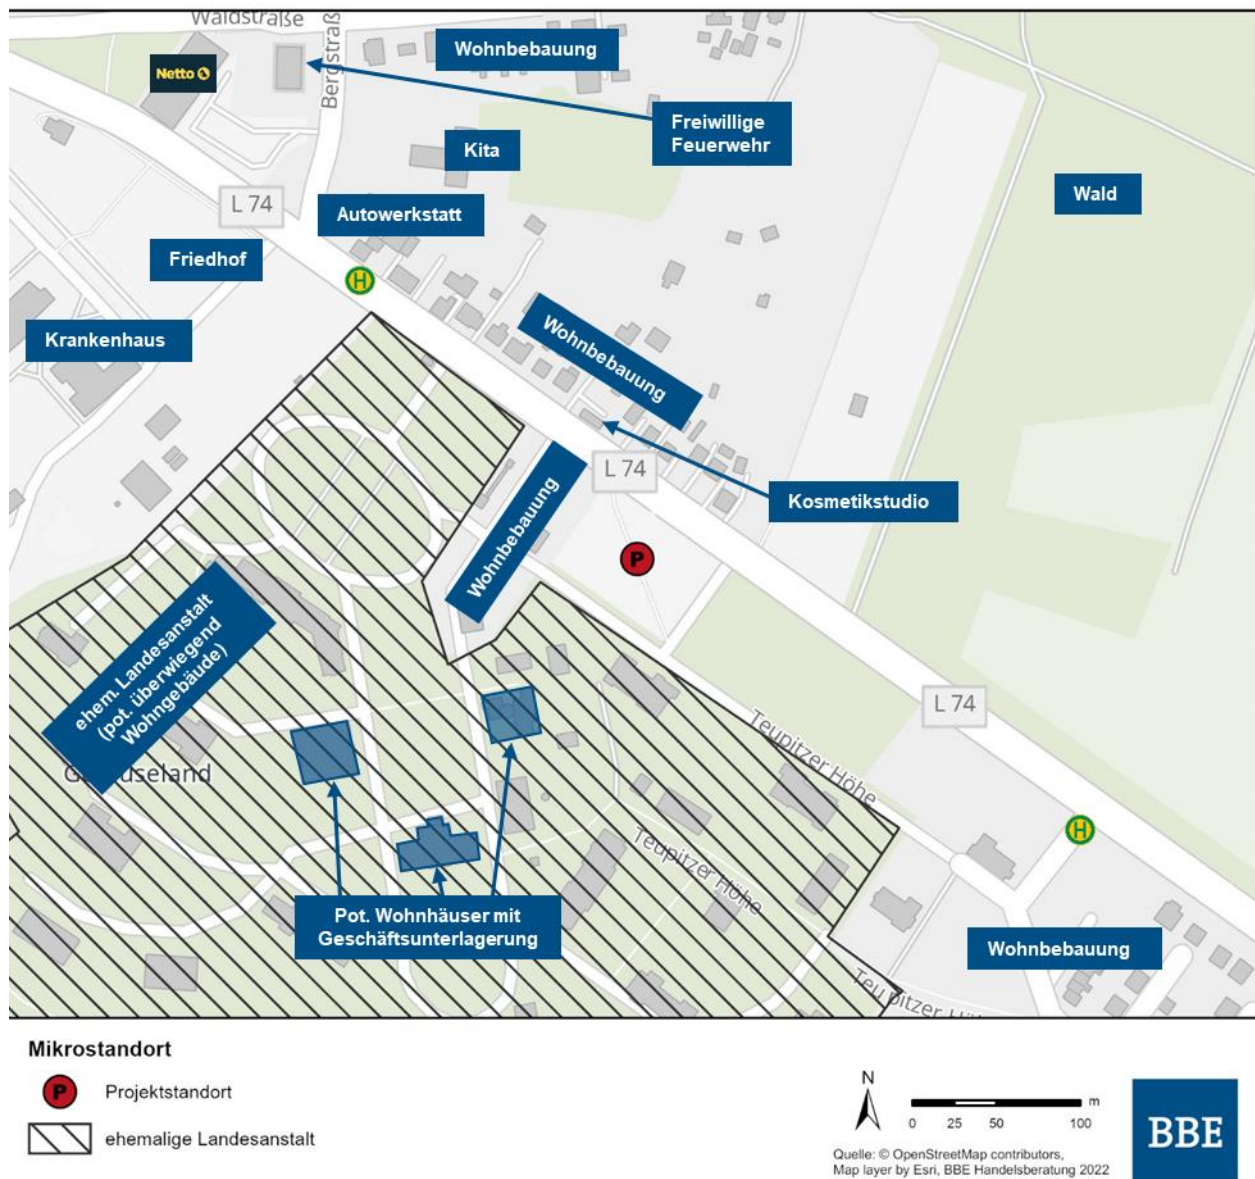 Waldstraße
Wohnbebauung
Netto
Bergstraß
Freiwillige
Feuerwehr
Kita
Wald
L 74
Autowerkstatt
Friedhof
H
Krankenhaus
Wohnbebauung
L 74
Kosmetikstudio
Wohnbebauung
P
ehem. Landesanstalt
(pot. überwiegend
Wohngebäude)
L 74
Teupitzer Höhe
H
Teupitzer Höhe
Pot. Wohnhäuser mit
Geschäftsunterlagerung
Wohnbebauung
Teupitzer Hö
Mikrostandort
P Projektstandort
ehemalige Landesanstalt
N
m
0 25 50 100
Quelle: © OpenStreetMap contributors,
Map layer by Esri, BBE Handelsberatung 2022
BBE